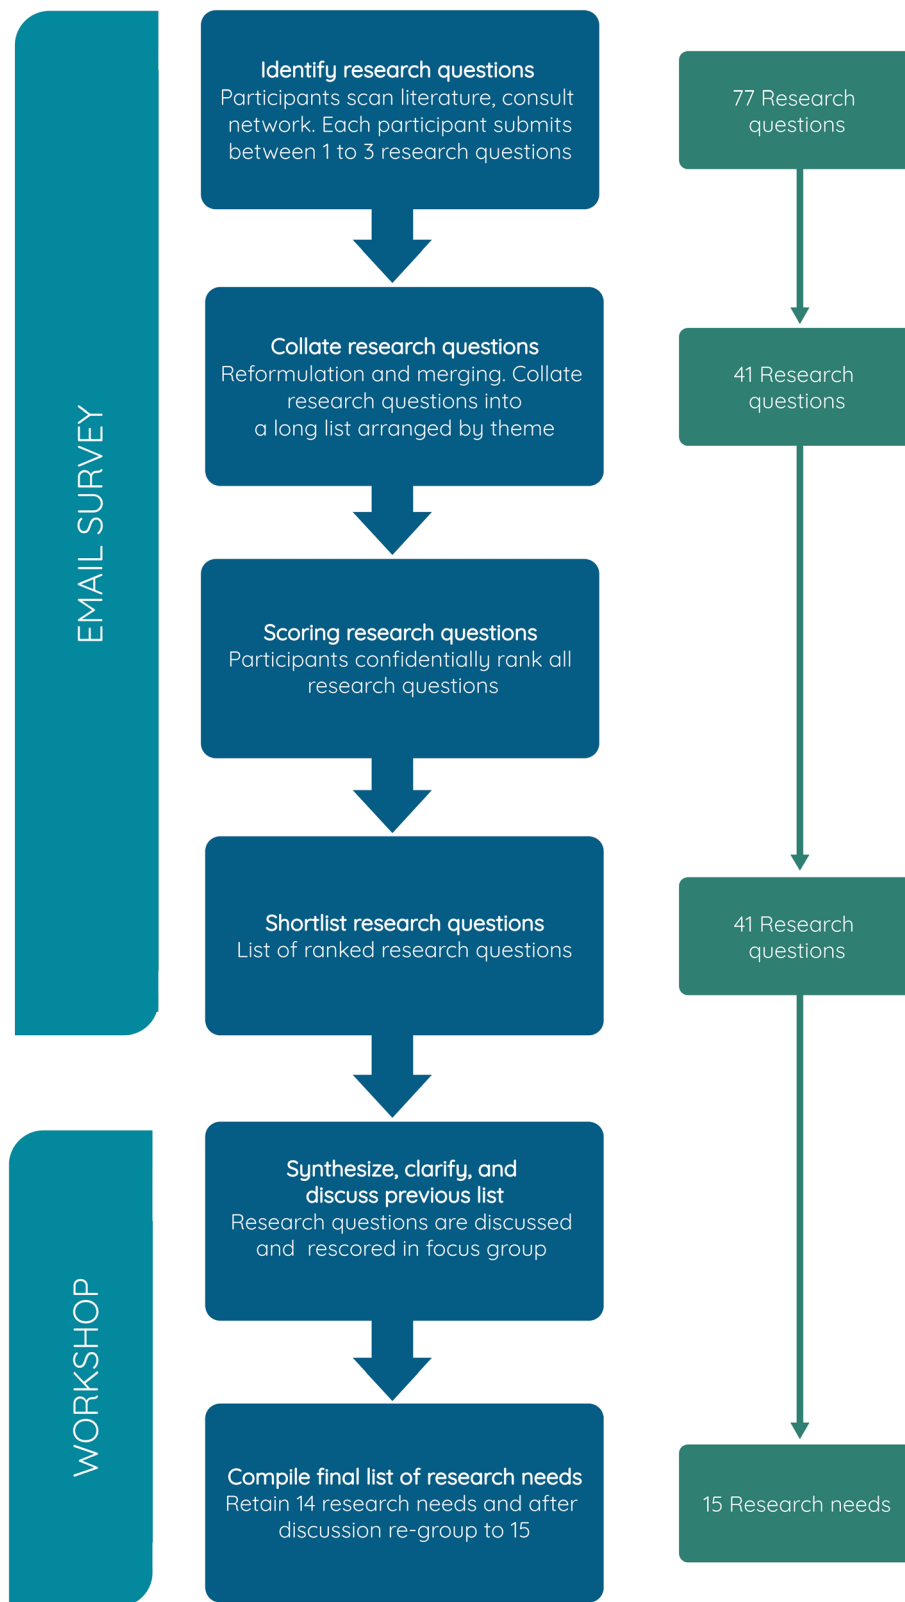 EMAIL SURVEY
Identify research questions
Participants scan literature, consult
network. Each participant submits
between 1 to 3 research questions
77 Research
questions
Collate research questions
Reformulation and merging. Collate
research questions into
a long list arranged by theme
41 Research
questions
Scoring research questions
Participants confidentially rank all
research questions
Shortlist research questions
List of ranked research questions
41 Research
questions
WORKSHOP
Synthesize, clarify, and
discuss previous list
Research questions are discussed
and rescored in focus group
Compile final list of research needs
Retain 14 research needs and after
discussion re-group to 15
15 Research needs